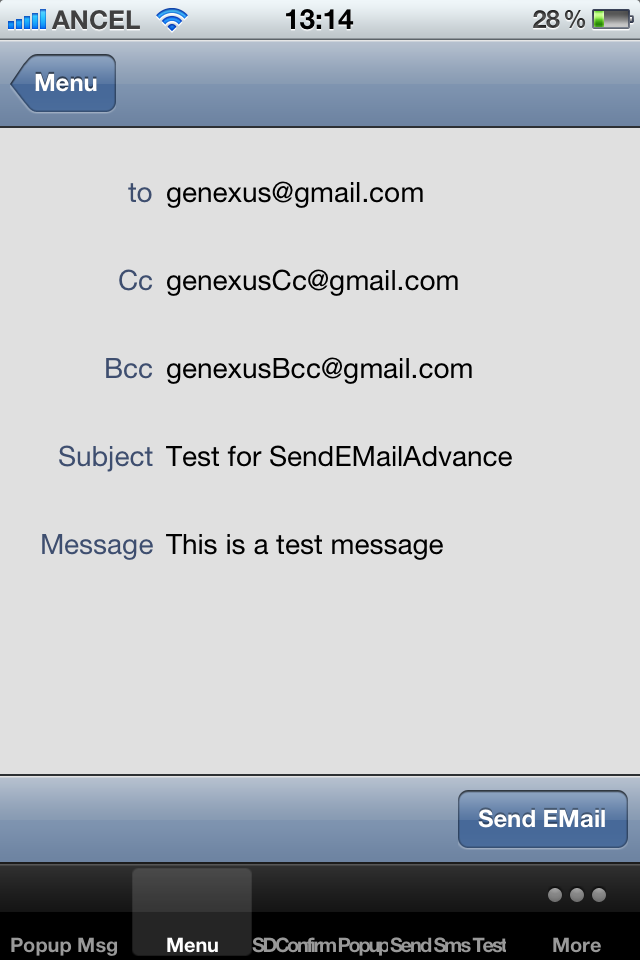 ANCEL 13:14 28 %
Menu
to genexus@gmail.com
Cc genexusCc@gmail.com
Bcc genexusBcc@gmail.com
Subject Test for SendEMailAdvance
Message This is a test message
Send EMail
Popup Msg Menu SDConfirm Popup Send Sms Test More